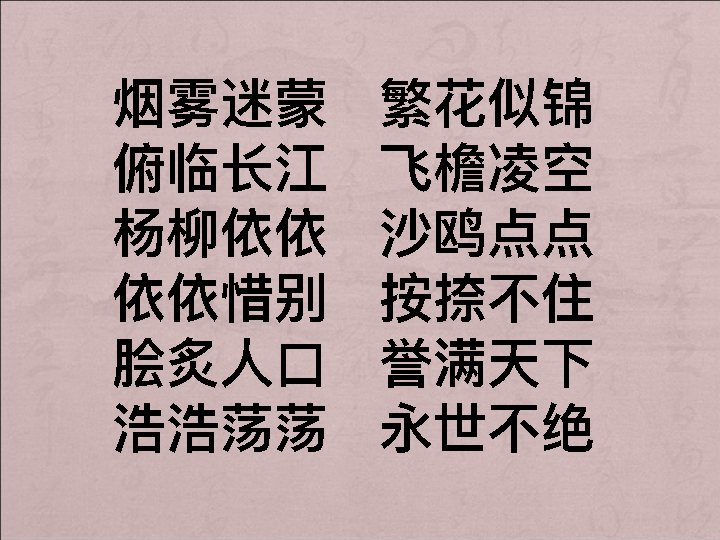 烟雾迷蒙 繁花似锦
俯临长江 飞檐凌空
杨柳依依 沙鸥点点
依依惜别 按捺不住
脍炙人口 誉满天下
浩浩荡荡 永世不绝